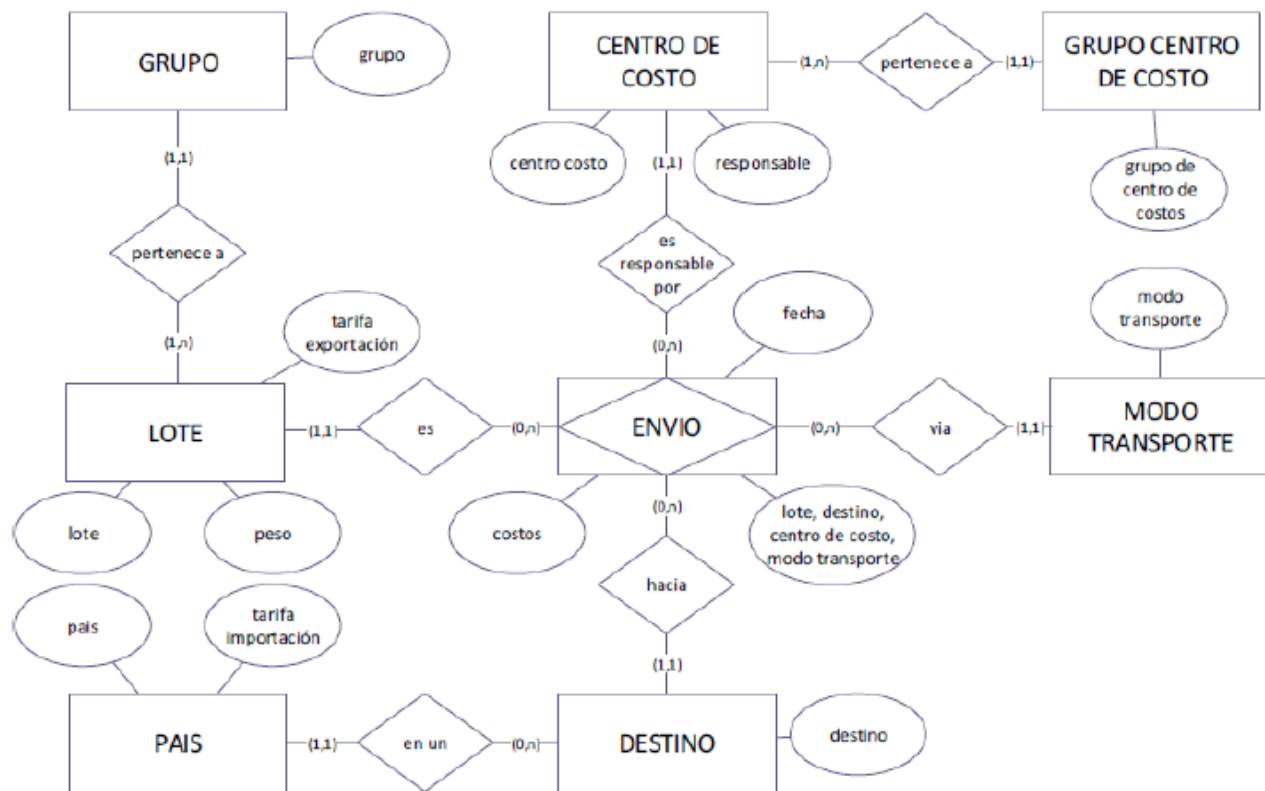 GRUPO
grupo
CENTRO DE
COSTO
(1,n)
pertenece a
(1,1)
GRUPO CENTRO
DE COSTO
(1,1)
centro costo
(1,1)
responsable
grupo de
centro de
costos
pertenece a
es
responsable
por
(1,n)
tarifa
exportación
(0,n)
fecha
modo
transporte
LOTE
(1,1)
es
(0,n)
ENVIO
(0,n)
via
(1,1)
MODO
TRANSPORTE
lote
peso
costos
(0,n)
lote, destino,
centro de costo,
modo transporte
hacia
pais
tarifa
importación
(1,1)
PAIS
(1,1)
en un
(0,n)
DESTINO
destino